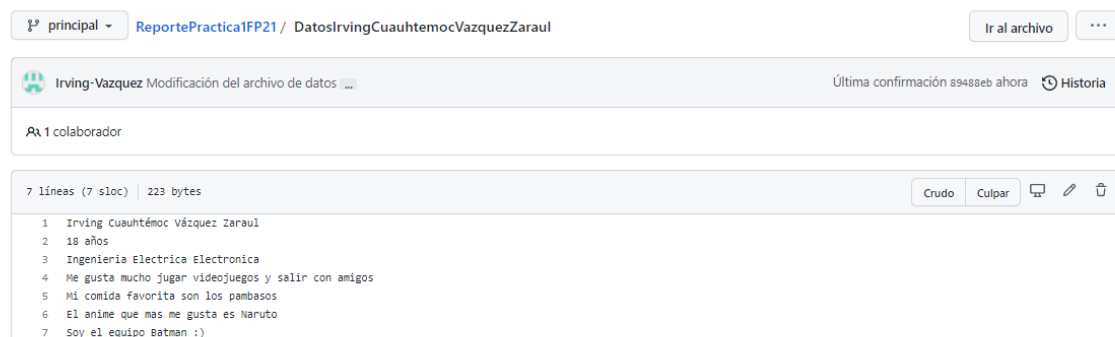 principal ReportePractica1FP21 / DatosIrvingCuauhtemocVazquezZaraul Ir al archivo ...
Irving-Vazquez Modificación del archivo de datos ... Última confirmación 89488eb ahora Historia
1 colaborador
7 líneas (7 sloc) 223 bytes Crudo Culpar
1 Irving Cuauhtémoc Vázquez Zaraul
2 18 años
3 Ingenieria Electrica Electronica
4 Me gusta mucho jugar videojuegos y salir con amigos
5 Mi comida favorita son los pambasos
6 El anime que mas me gusta es Naruto
7 Soy el equipo Batman :)